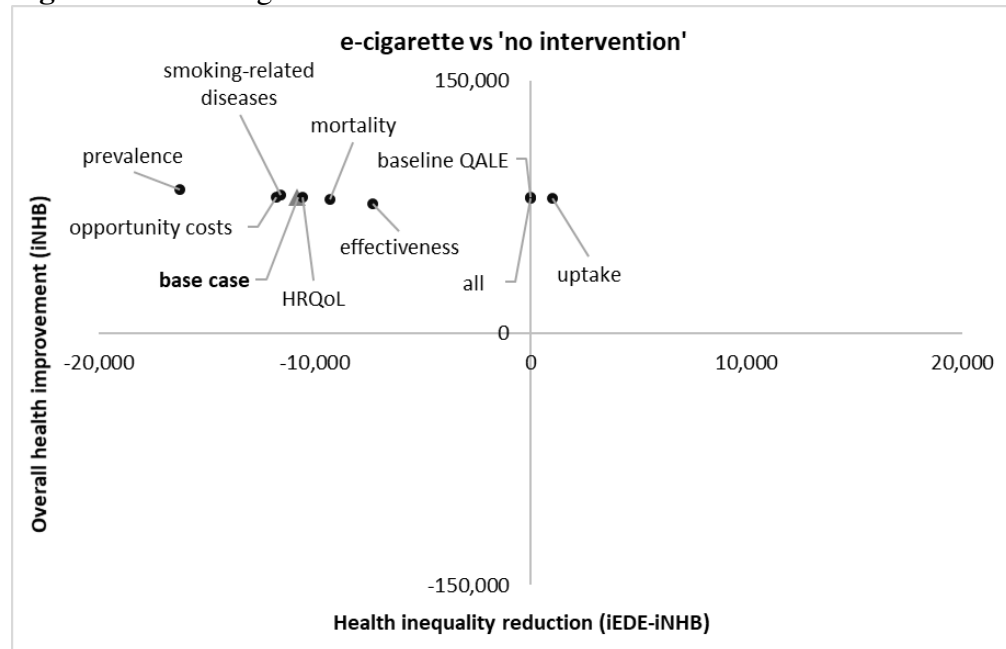 e-cigarette vs 'no intervention'
smoking-related
diseases
150,000
mortality
prevalence
baseline QALE
opportunity costs
effectiveness
base case
HRQoL
all
uptake
0
-20,000
-10,000
0
10,000
20,000
Overall health improvement (iNHB)
-150,000
Health inequality reduction (iEDE-iNHB)